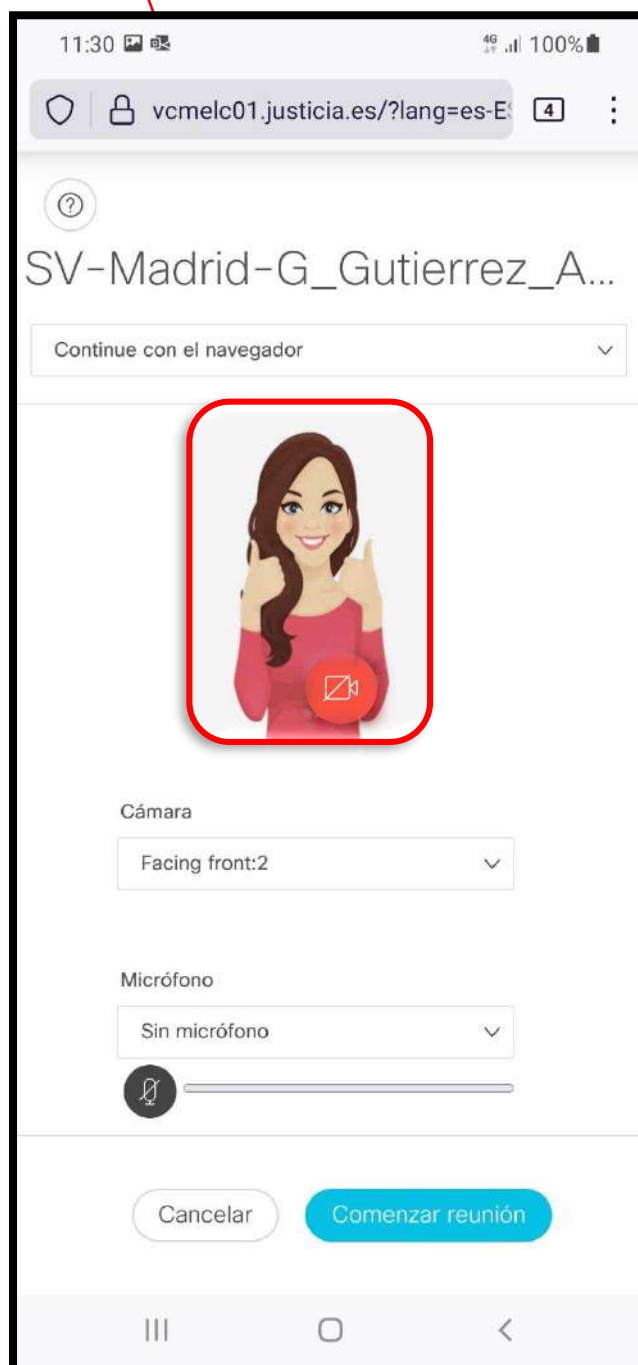 11:30 4G 100%
vcmelc01.justicia.es/?lang=es-ES 4
SV-Madrid-G_Gutierrez_A...
Continue con el navegador
Cámara
Facing front:2
Micrófono
Sin micrófono
Cancelar Comenzar reunión